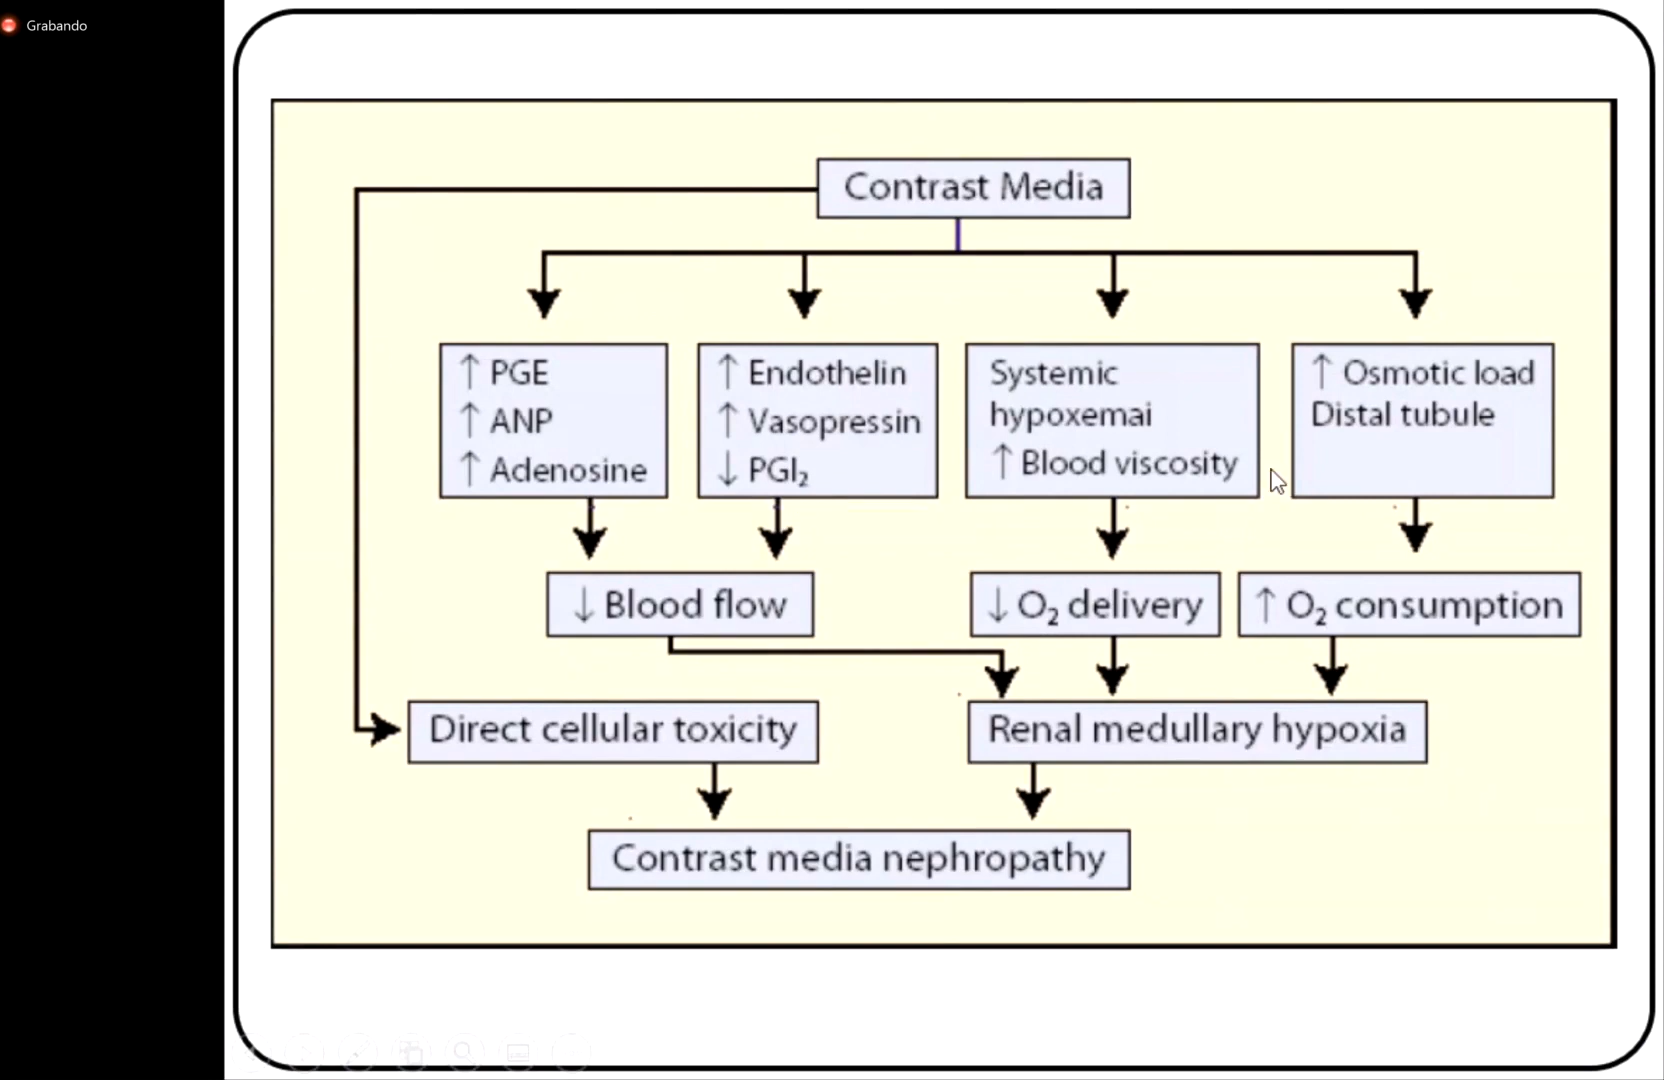 Grabando
Contrast Media
↑ PGE
↑ ANP
↑ Adenosine
↑ Endothelin
↑ Vasopressin
↓ PGI₂
Systemic
hypoxemai
↑ Blood viscosity
↑ Osmotic load
Distal tubule
↓ Blood flow
↓ O₂ delivery
↑ O₂ consumption
Direct cellular toxicity
Renal medullary hypoxia
Contrast media nephropathy